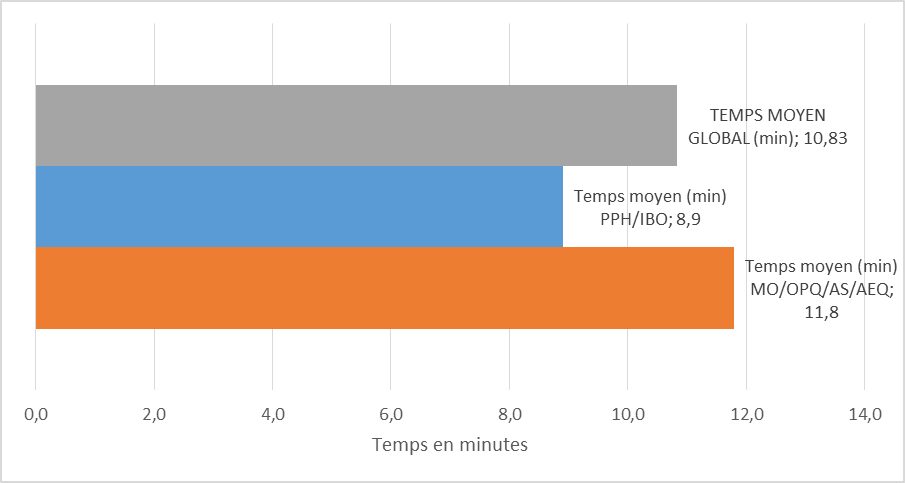 TEMPS MOYEN
GLOBAL (min); 10,83
Temps moyen (min)
PPH/IBO; 8,9
Temps moyen (min)
MO/OPQ/AS/AEQ;
11,8
0,0 2,0 4,0 6,0 8,0 10,0 12,0 14,0
Temps en minutes